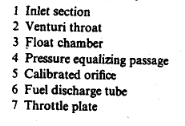 1 Inlet section
2 Venturi throat
3 Float chamber
4 Pressure equalizing passage
5 Calibrated orifice
6 Fuel discharge tube
7 Throttle plate